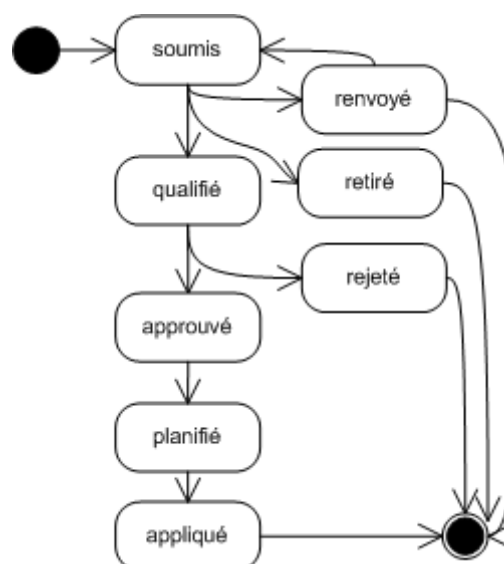 soumis
renvoyé
qualifié
retiré
rejeté
approuvé
planifié
appliqué